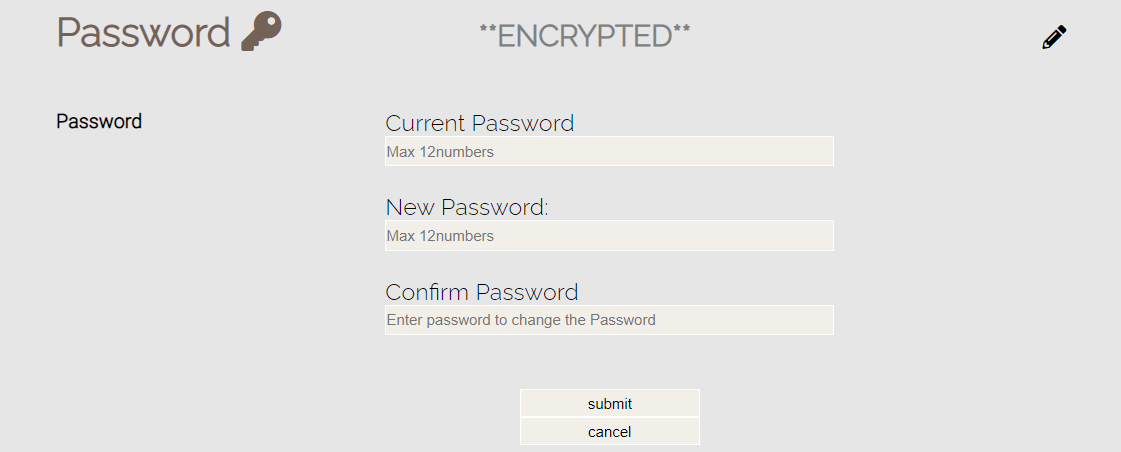 Password **ENCRYPTED**
Password
Current Password
Max 12numbers
New Password:
Max 12numbers
Confirm Password
Enter password to change the Password
submit
cancel